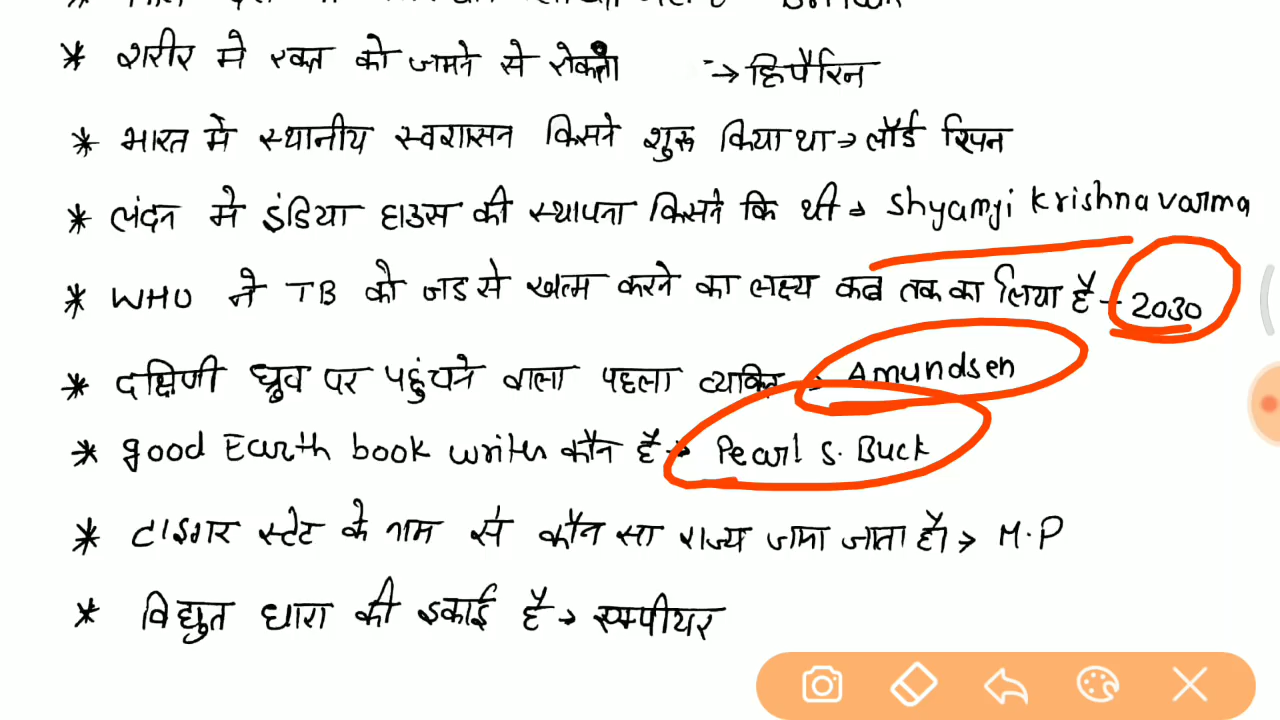 * शरीर मे रक्त को जमने से रोकता → हिपैरिन
* भारत मे स्थानीय स्वशासन किसने शुरू किया था → लॉर्ड रिपन
* लंदन मे इंडिया हाउस की स्थापना किसने कि थी → Shyamji Krishna varma
* WHO ने TB को जड से खत्म करने का लक्ष्य कब तक का लिया है - 2030
* दक्षिणी ध्रुव पर पहुंचने वाला पहला व्यक्ति → Amundsen
* good Earth book writer कौन है → Pearl S. Buck
* टाइगर स्टेट के नाम से कौन सा राज्य जाना जाता है। → M.P
* विद्युत धारा की इकाई है → एम्पीयर